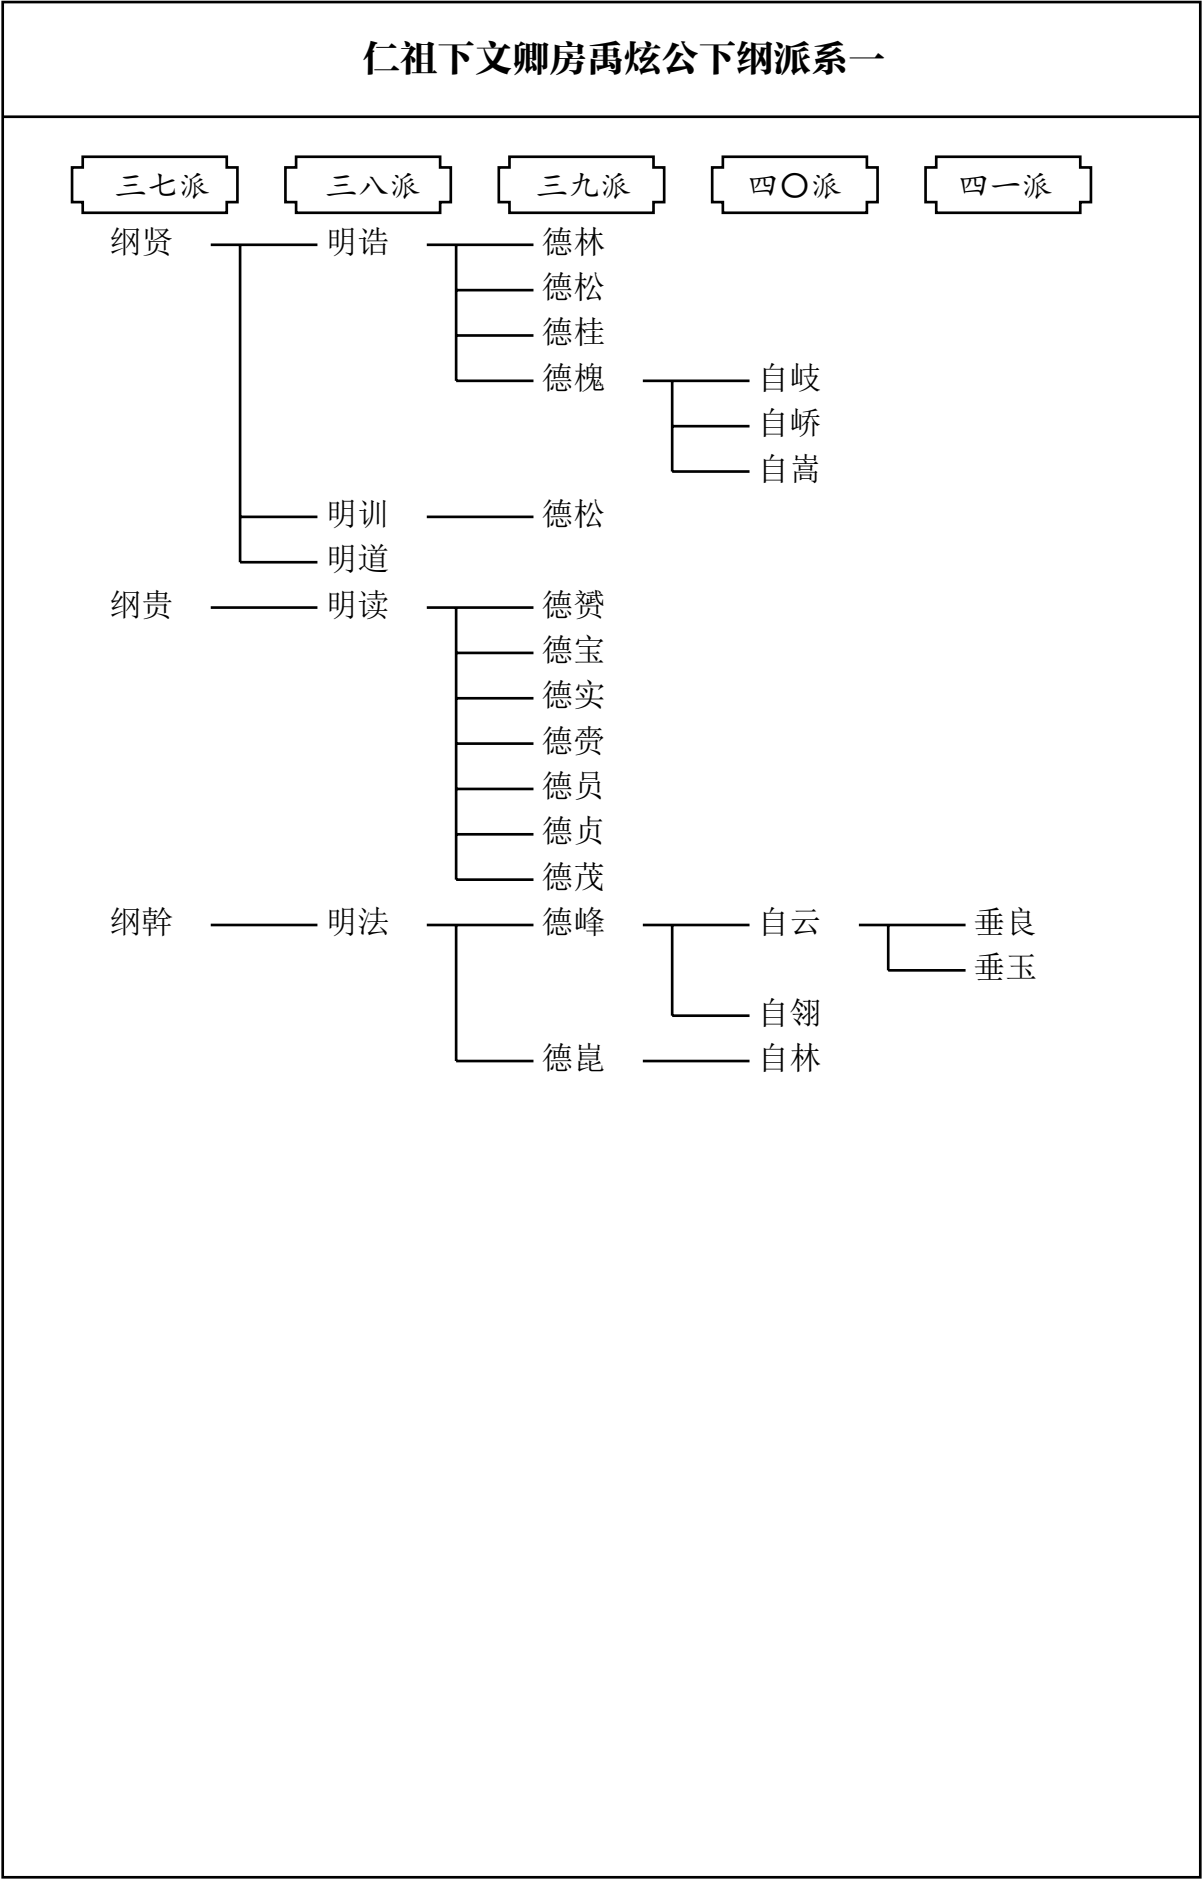 仁祖下文卿房禹炫公下纲派系一
三七派 三八派 三九派 四〇派 四一派
纲贤 明诰 德林
德松
德桂
德槐 自岐
自峤
自嵩
明训 德松
明道
纲贵 明读 德赟
德宝
德实
德赍
德员
德贞
德茂
纲幹 明法 德峰 自云 垂良
垂玉
自翎
德崑 自林